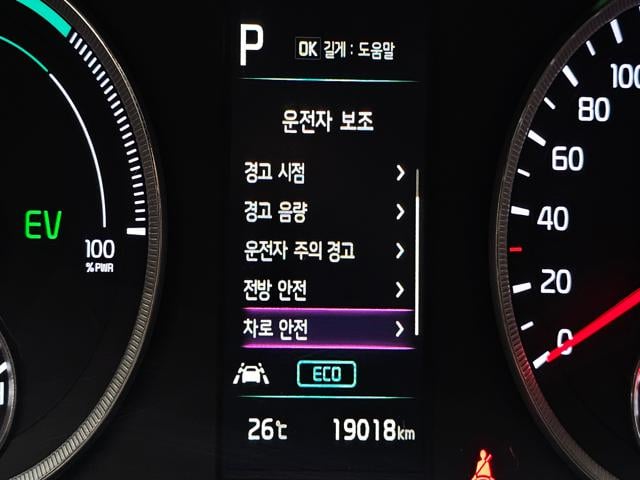 P OK 길게 : 도움말
운전자 보조
경고 시점
경고 음량
운전자 주의 경고
전방 안전
차로 안전
ECO
26℃ 19018 km
EV
100
%PWR
100
80
60
40
20
0